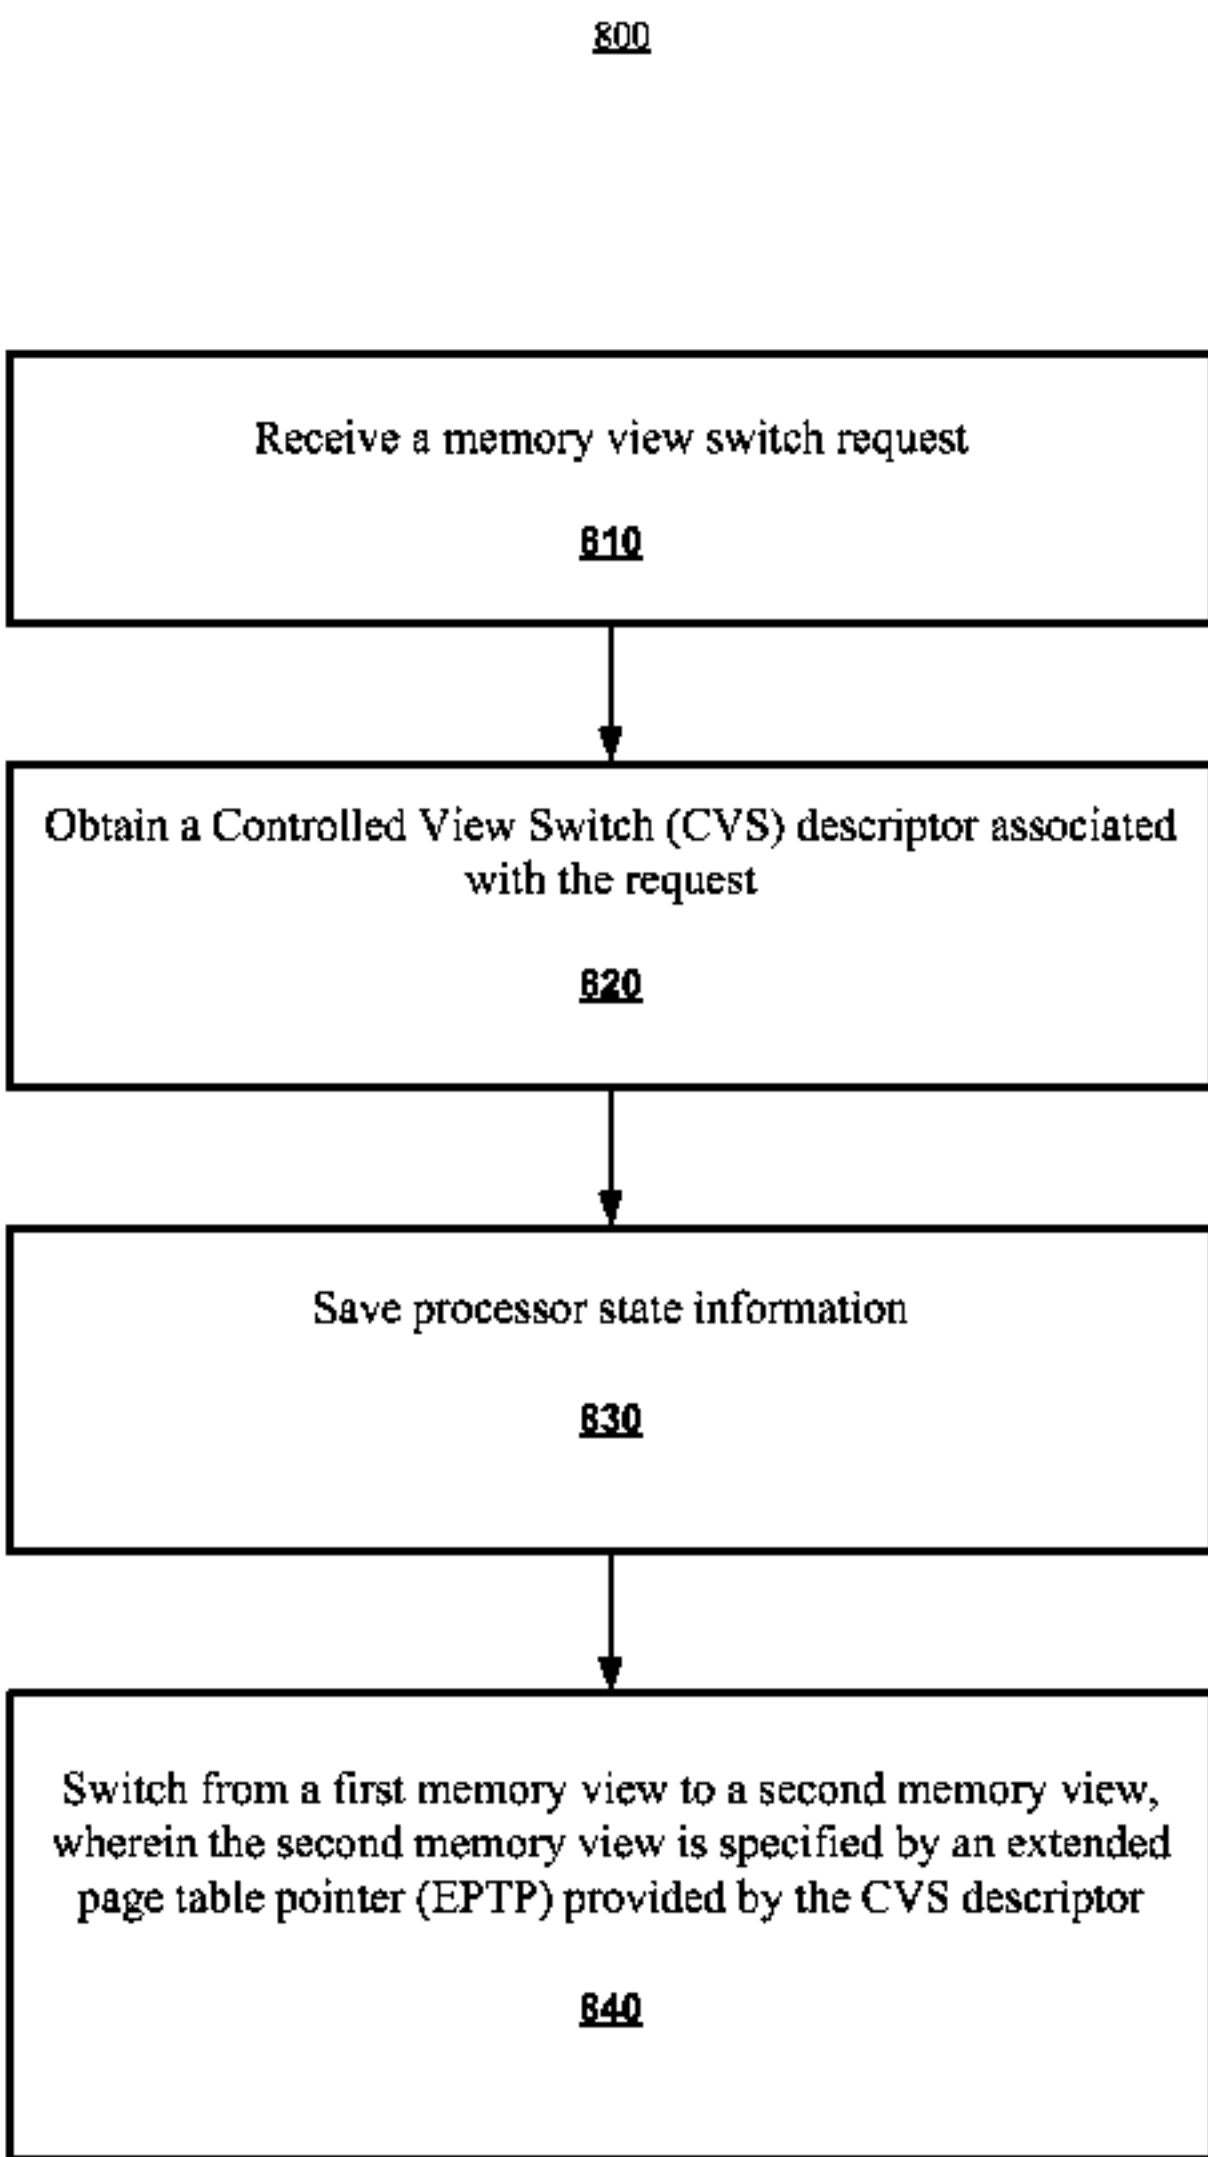 800
Receive a memory view switch request
810
Obtain a Controlled View Switch (CVS) descriptor associated
with the request
820
Save processor state information
830
Switch from a first memory view to a second memory view,
wherein the second memory view is specified by an extended
page table pointer (EPTP) provided by the CVS descriptor
840